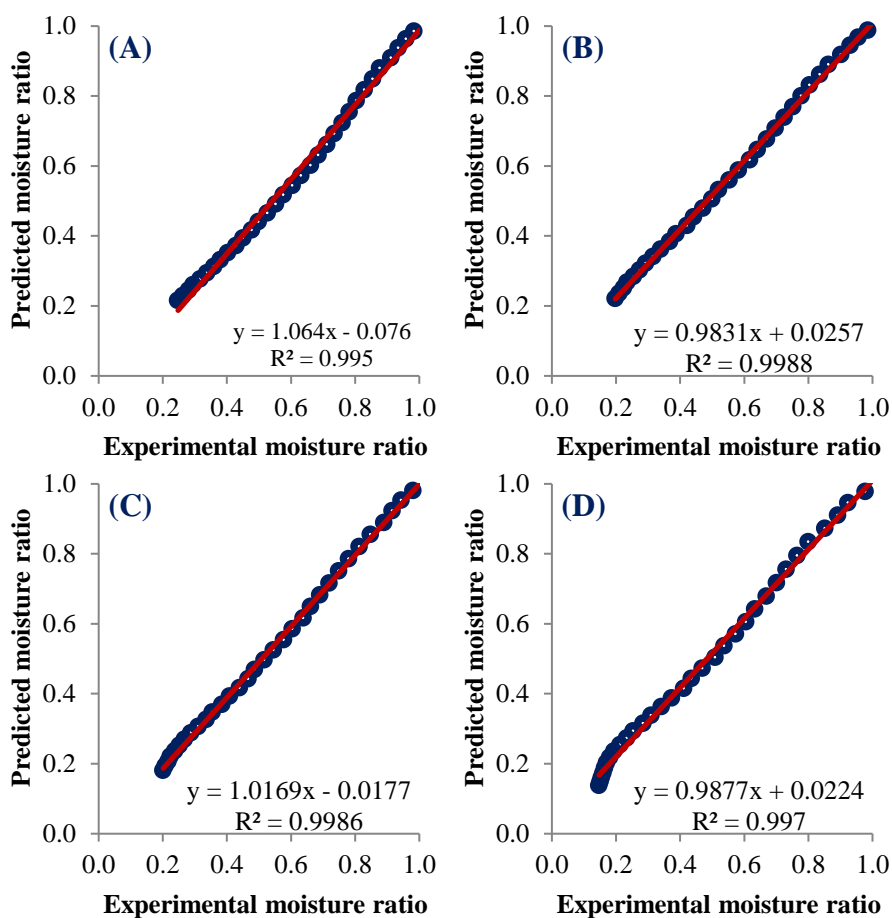 (A)
Predicted moisture ratio
1.0
0.8
0.6
0.4
0.2
0.0
y = 1.064x - 0.076
R² = 0.995
0.0 0.2 0.4 0.6 0.8 1.0
Experimental moisture ratio
(B)
Predicted moisture ratio
1.0
0.8
0.6
0.4
0.2
0.0
y = 0.9831x + 0.0257
R² = 0.9988
0.0 0.2 0.4 0.6 0.8 1.0
Experimental moisture ratio
(C)
Predicted moisture ratio
1.0
0.8
0.6
0.4
0.2
0.0
y = 1.0169x - 0.0177
R² = 0.9986
0.0 0.2 0.4 0.6 0.8 1.0
Experimental moisture ratio
(D)
Predicted moisture ratio
1.0
0.8
0.6
0.4
0.2
0.0
y = 0.9877x + 0.0224
R² = 0.997
0.0 0.2 0.4 0.6 0.8 1.0
Experimental moisture ratio